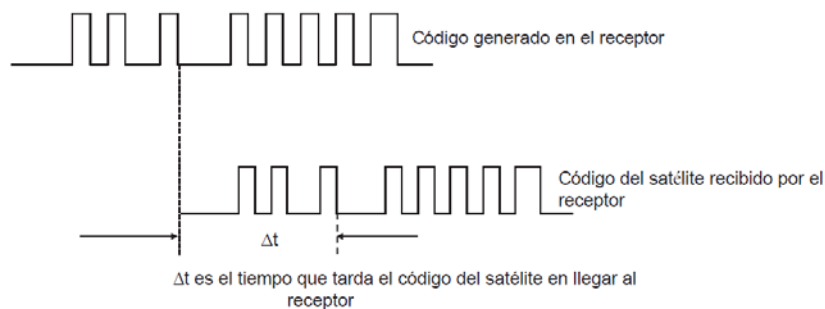 Código generado en el receptor
Código del satélite recibido por el
receptor
Δt
Δt es el tiempo que tarda el código del satélite en llegar al
receptor